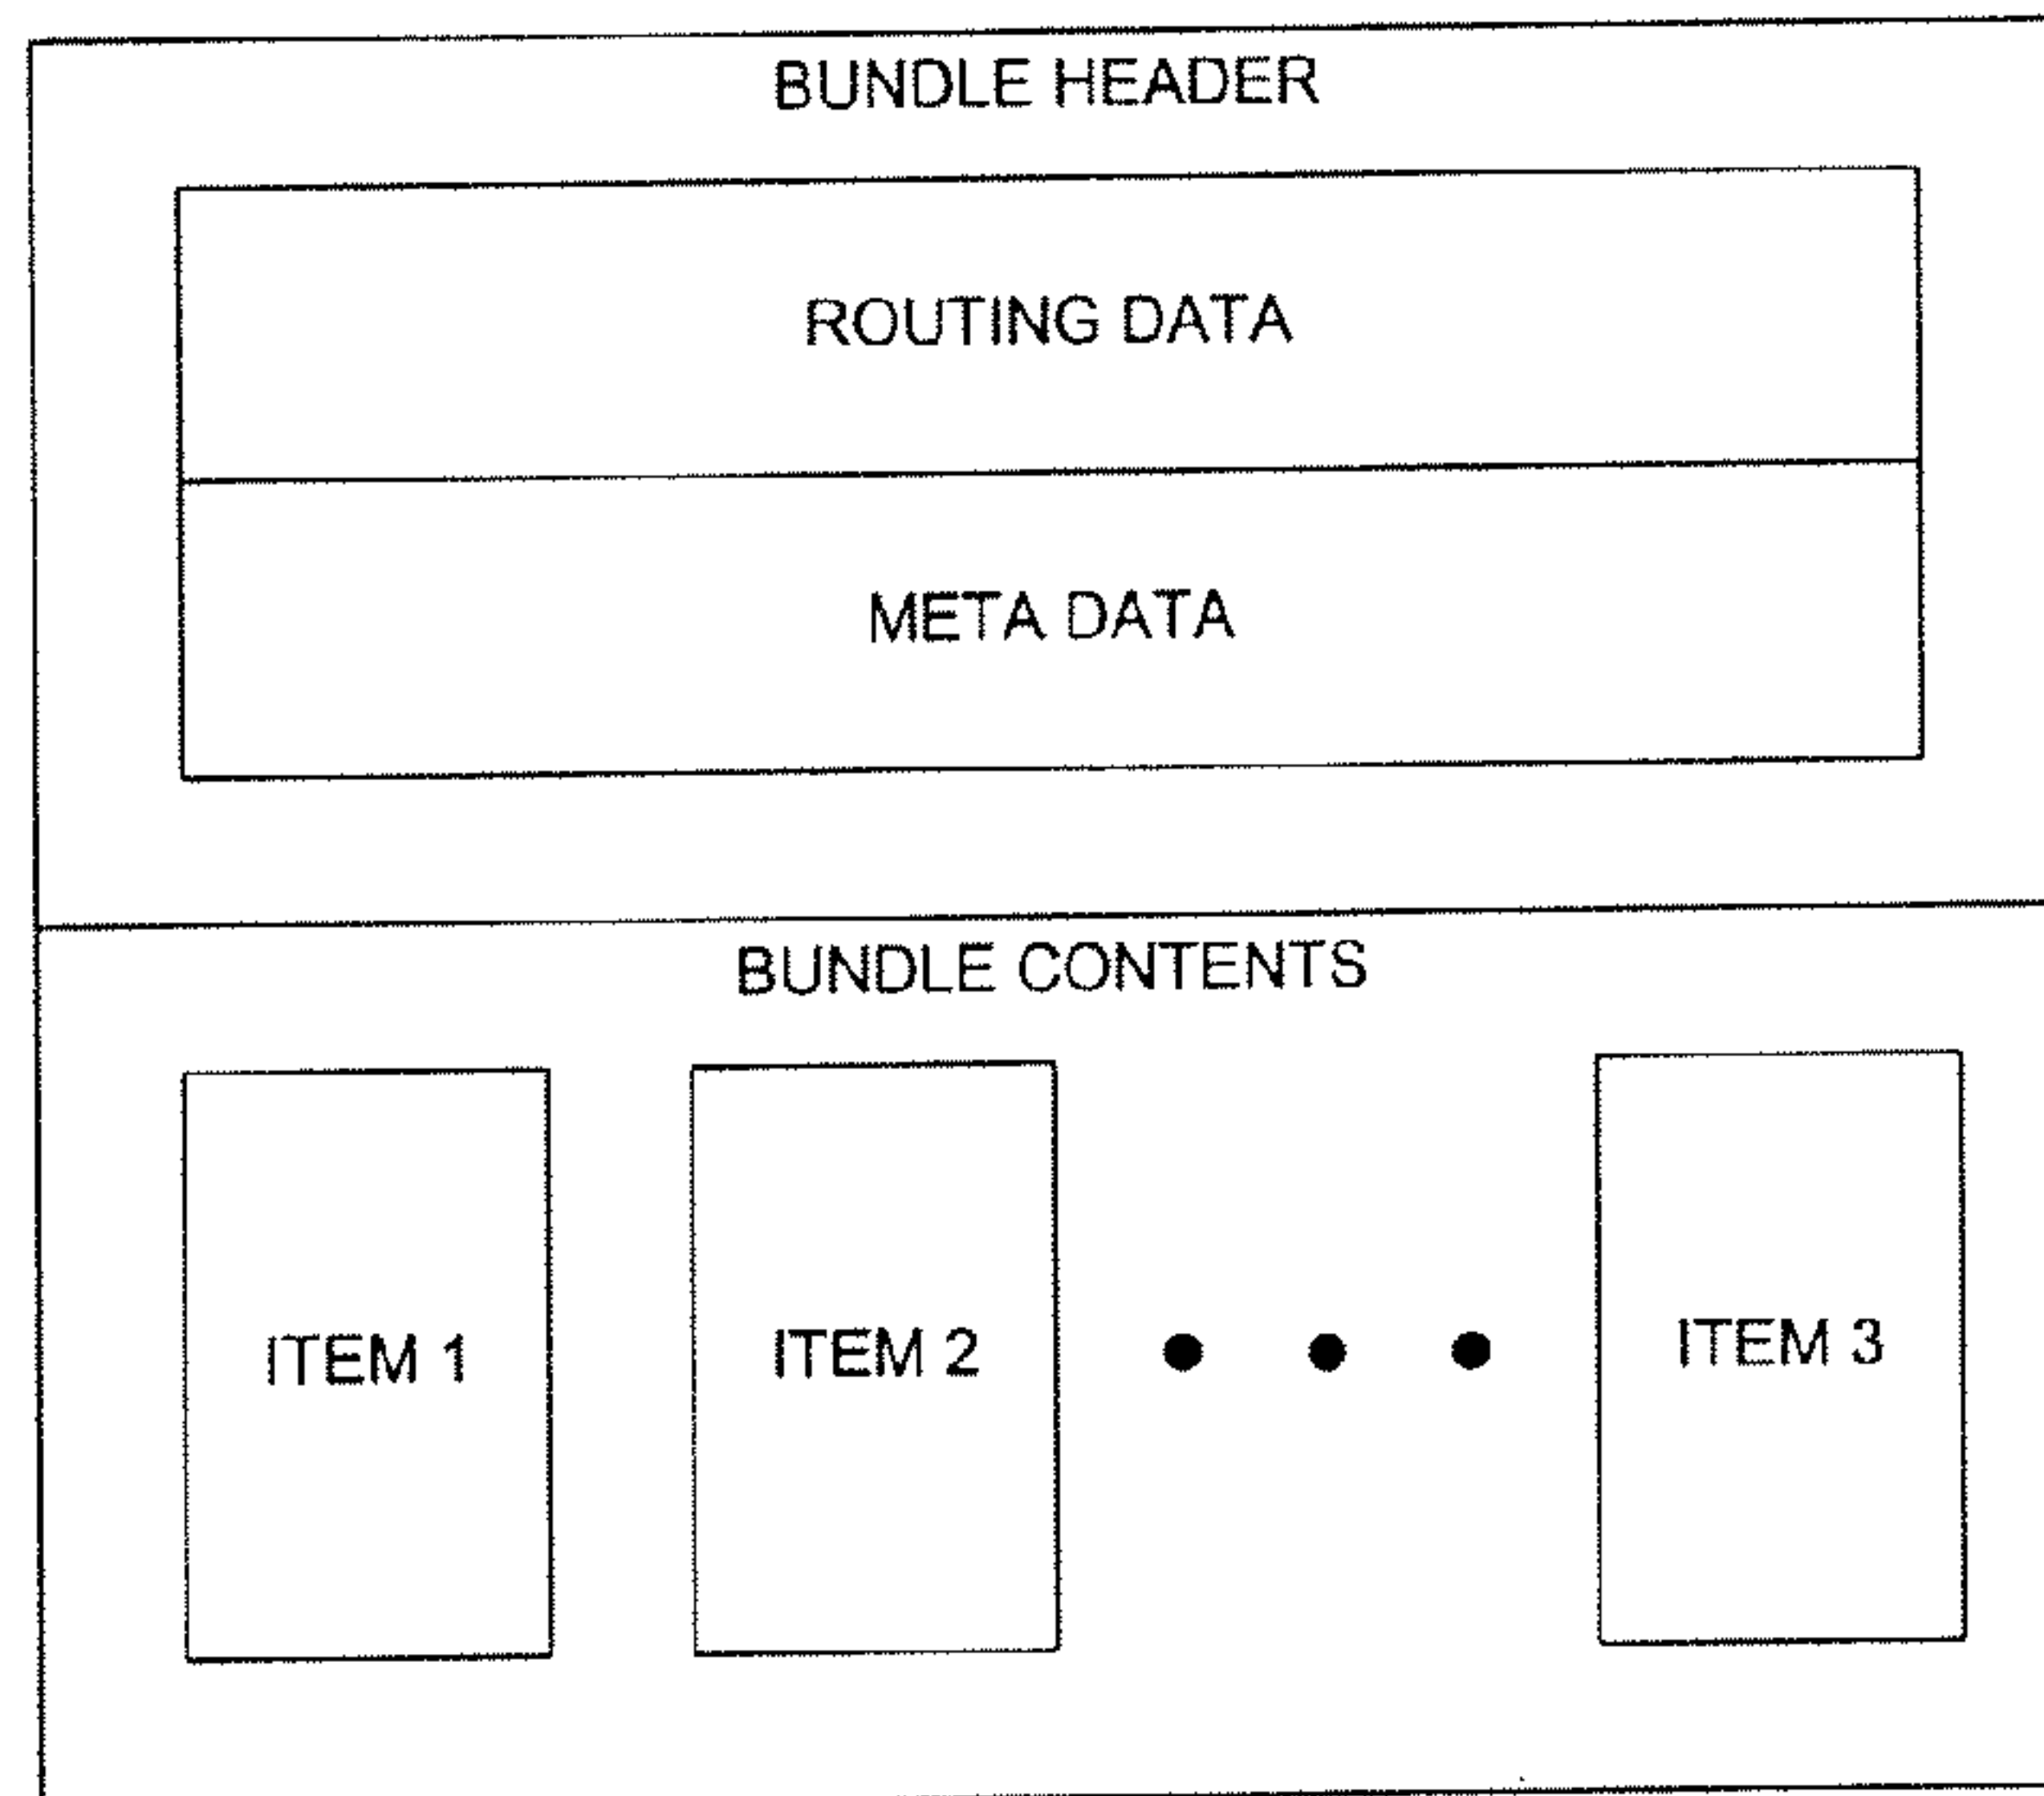 BUNDLE HEADER
ROUTING DATA
META DATA
BUNDLE CONTENTS
ITEM 1
ITEM 2
ITEM 3